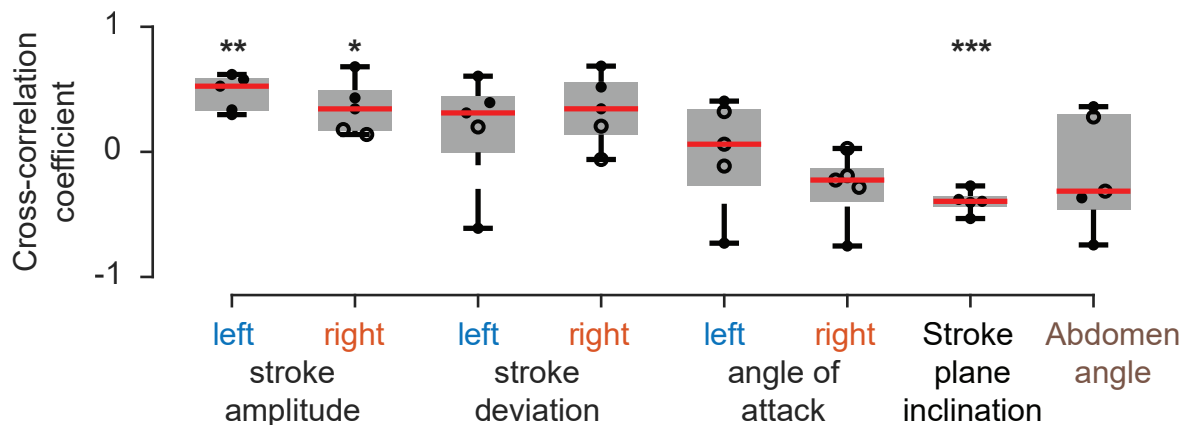 Cross-correlation
coefficient
1
0
-1
** * ***
left right left right left right Stroke Abdomen
stroke stroke angle of plane angle
amplitude deviation attack inclination